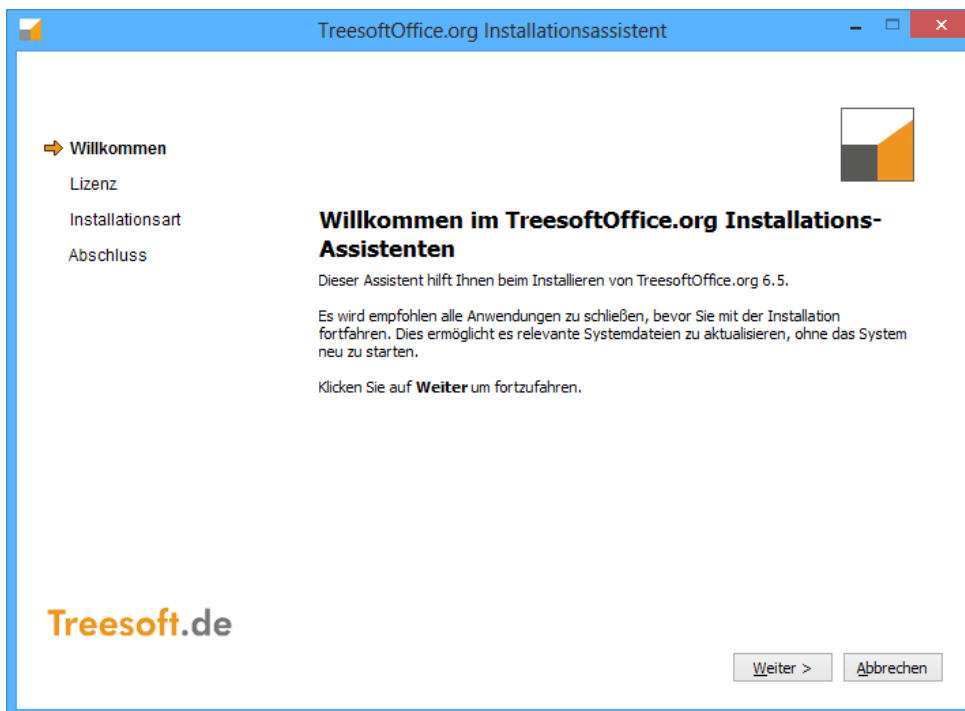 TreesoftOffice.org Installationsassistent
Willkommen
Lizenz
Installationsart
Abschluss
Willkommen im TreesoftOffice.org Installations-
Assistenten
Dieser Assistent hilft Ihnen beim Installieren von TreesoftOffice.org 6.5.
Es wird empfohlen alle Anwendungen zu schließen, bevor Sie mit der Installation
fortfahren. Dies ermöglicht es relevante Systemdateien zu aktualisieren, ohne das System
neu zu starten.
Klicken Sie auf Weiter um fortzufahren.
Treesoft.de
Weiter >
Abbrechen